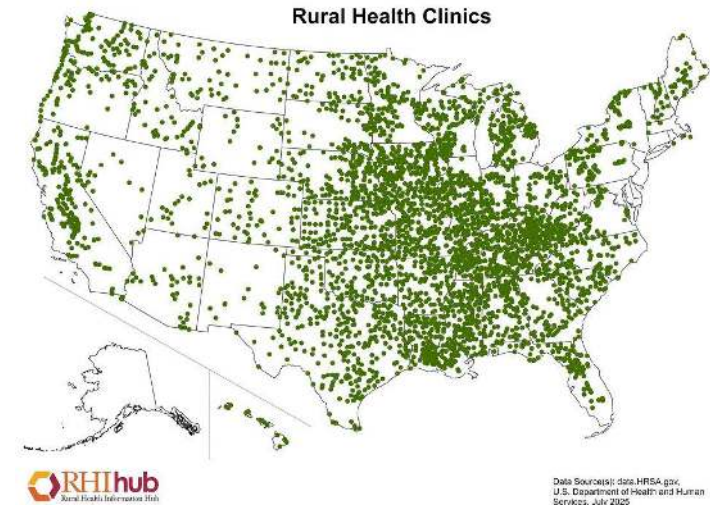 Rural Health Clinics
RHIhub
Rural Health Information Hub
Data Source(s): data.HRSA.gov,
U.S. Department of Health and Human
Services, July 2025